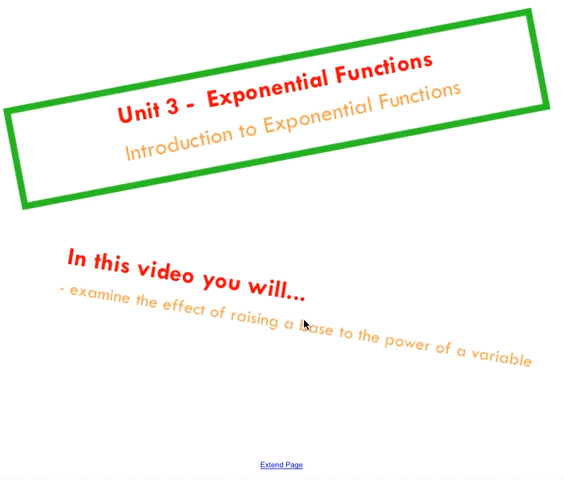 Unit 3 - Exponential Functions
Introduction to Exponential Functions
In this video you will...
- examine the effect of raising a base to the power of a variable
Extend Page